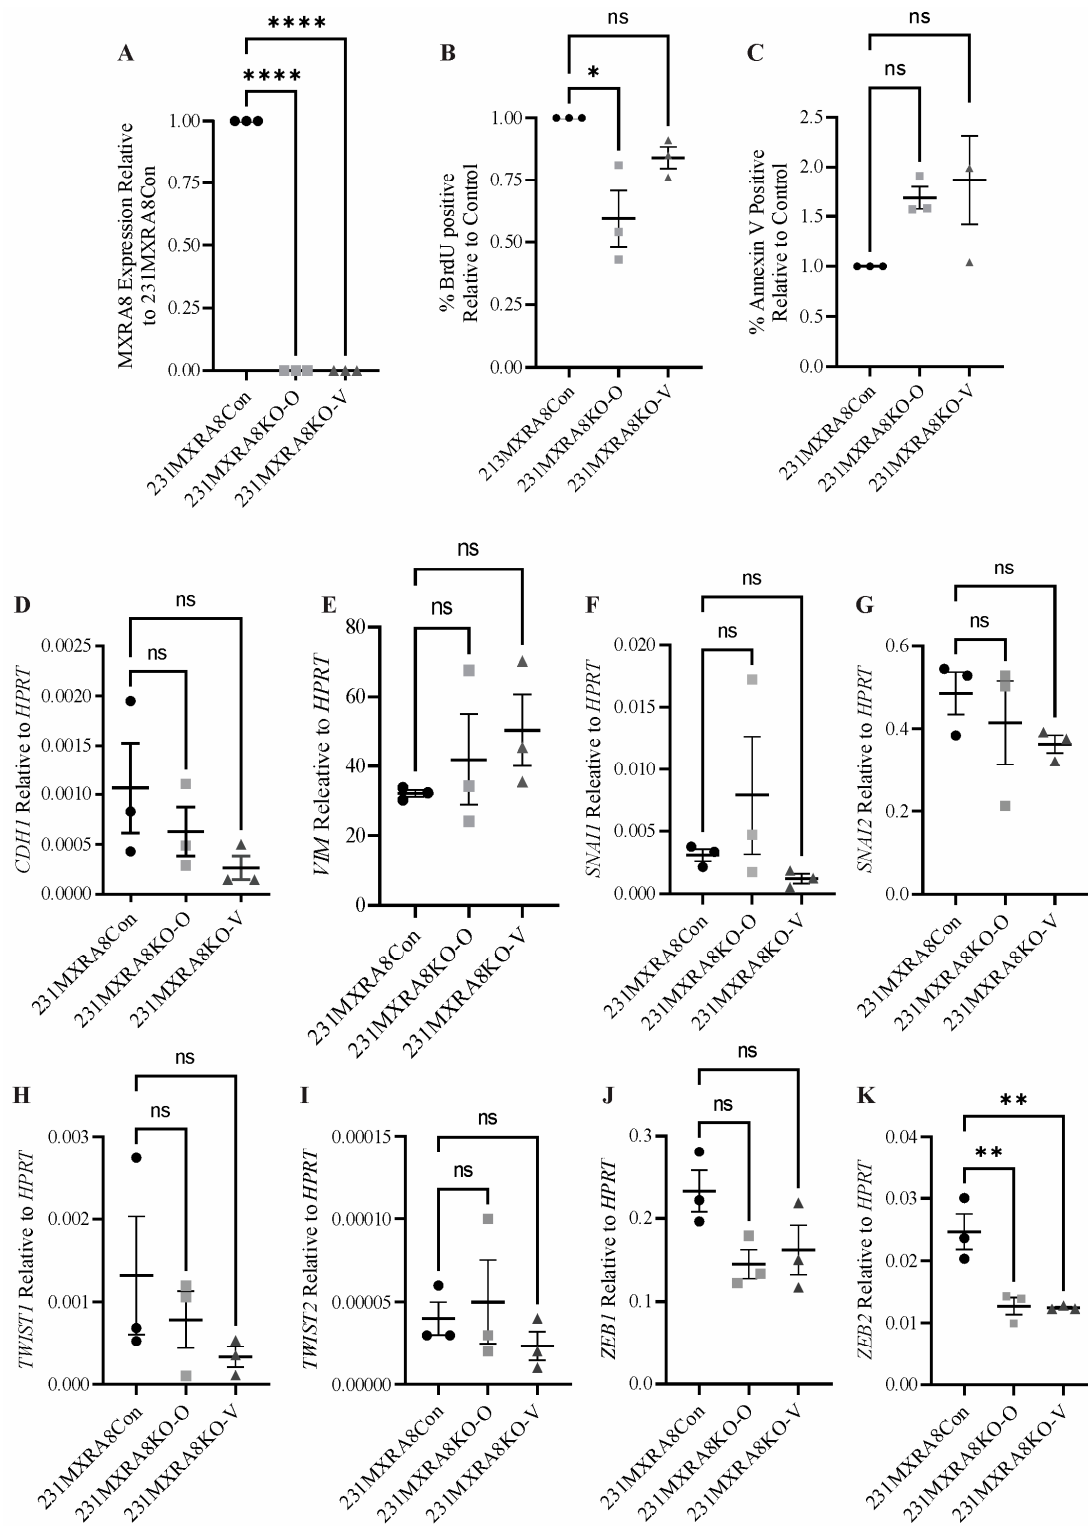 A
****
****
MXRA8 Expression Relative
to 231MXRA8Con
1.00
0.75
0.50
0.25
0.00
231MXRA8Con
231MXRA8KO-O
231MXRA8KO-V
B
ns
*
% BrdU positive
Relative to Control
1.00
0.75
0.50
0.25
0.00
213MXRA8Con
231MXRA8KO-O
231MXRA8KO-V
C
ns
ns
% Annexin V Positive
Relative to Control
2.5
2.0
1.5
1.0
0.5
0.0
231MXRA8Con
231MXRA8KO-O
231MXRA8KO-V
D
ns
ns
CDH1 Relative to HPRT
0.0025
0.0020
0.0015
0.0010
0.0005
0.0000
231MXRA8Con
231MXRA8KO-O
231MXRA8KO-V
E
ns
ns
VIM Releative to HPRT
80
60
40
20
0
231MXRA8Con
231MXRA8KO-O
231MXRA8KO-V
F
ns
ns
SNAI1 Releative to HPRT
0.020
0.015
0.010
0.005
0.000
231MXRA8Con
231MXRA8KO-O
231MXRA8KO-V
G
ns
ns
SNAI2 Relative to HPRT
0.6
0.4
0.2
0.0
231MXRA8Con
231MXRA8KO-O
231MXRA8KO-V
H
ns
ns
TWIST1 Relative to HPRT
0.003
0.002
0.001
0.000
231MXRA8Con
231MXRA8KO-O
231MXRA8KO-V
I
ns
ns
TWIST2 Relative to HPRT
0.00015
0.00010
0.00005
0.00000
231MXRA8Con
231MXRA8KO-O
231MXRA8KO-V
J
ns
ns
ZEB1 Relative to HPRT
0.3
0.2
0.1
0.0
231MXRA8Con
231MXRA8KO-O
231MXRA8KO-V
K
**
**
ZEB2 Relative to HPRT
0.04
0.03
0.02
0.01
0.00
231MXRA8Con
231MXRA8KO-O
231MXRA8KO-V